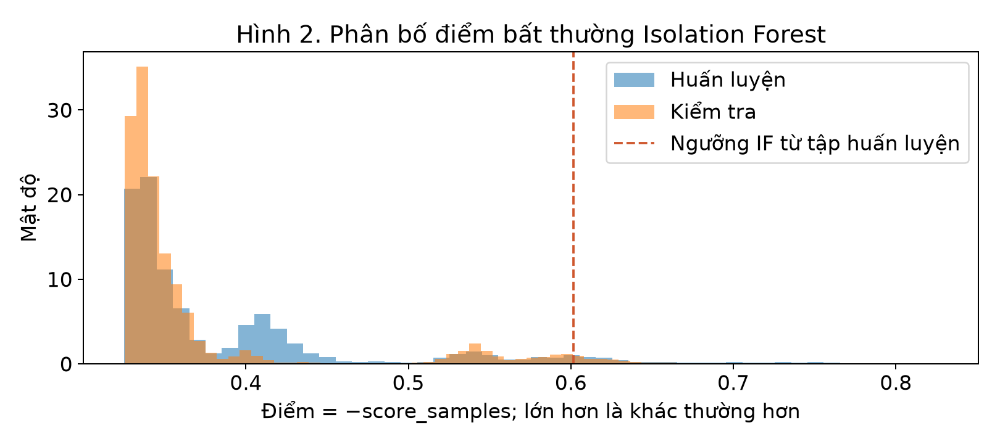 Hình 2. Phân bố điểm bất thường Isolation Forest
Huấn luyện
Kiểm tra
Ngưỡng IF từ tập huấn luyện
Mật độ
30
20
10
0
0.4
0.5
0.6
0.7
0.8
Điểm = −score_samples; lớn hơn là khác thường hơn